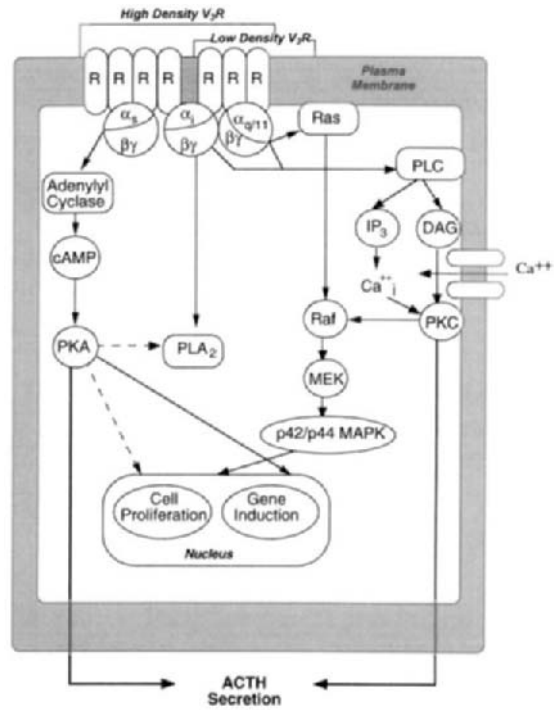 High Density V₃R
Low Density V₃R
R R R R R R R
Plasma
Membrane
αs
βγ
αi
βγ
αq/11
βγ
Ras
PLC
Adenylyl
Cyclase
IP₃
DAG
cAMP
Ca⁺⁺i
Ca⁺⁺
Raf
PKC
PKA
PLA₂
MEK
p42/p44 MAPK
Cell
Proliferation
Gene
Induction
Nucleus
ACTH
Secretion